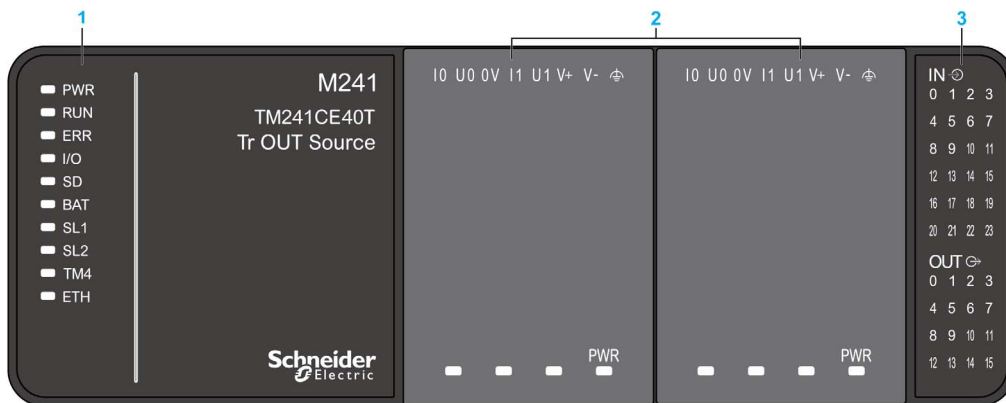 1
2
3
PWR
RUN
ERR
I/O
SD
BAT
SL1
SL2
TM4
ETH
M241
TM241CE40T
Tr OUT Source
Schneider
Electric
I0 U0 0V I1 U1 V+ V-
PWR
I0 U0 0V I1 U1 V+ V-
PWR
IN
0 1 2 3
4 5 6 7
8 9 10 11
12 13 14 15
16 17 18 19
20 21 22 23
OUT
0 1 2 3
4 5 6 7
8 9 10 11
12 13 14 15